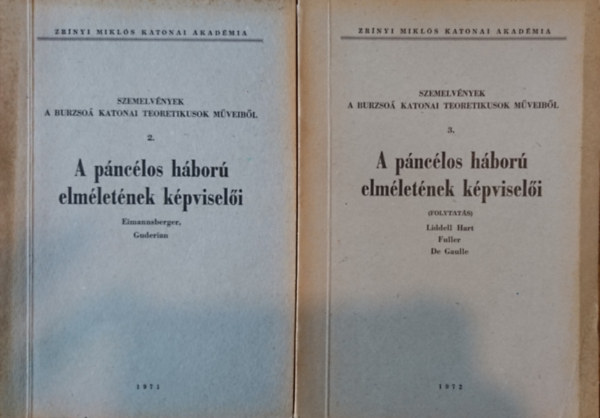 ZRÍNYI MIKLÓS KATONAI AKADÉMIA
SZEMELVÉNYEK
A BURZSOÁ KATONAI TEORETIKUSOK MŰVEIBŐL
2.
A páncélos háború
elméletének képviselői
Eimannsberger,
Guderian
1971
ZRÍNYI MIKLÓS KATONAI AKADÉMIA
SZEMELVÉNYEK
A BURZSOÁ KATONAI TEORETIKUSOK MŰVEIBŐL
3.
A páncélos háború
elméletének képviselői
(FOLYTATÁS)
Liddell Hart
Fuller
De Gaulle
1972